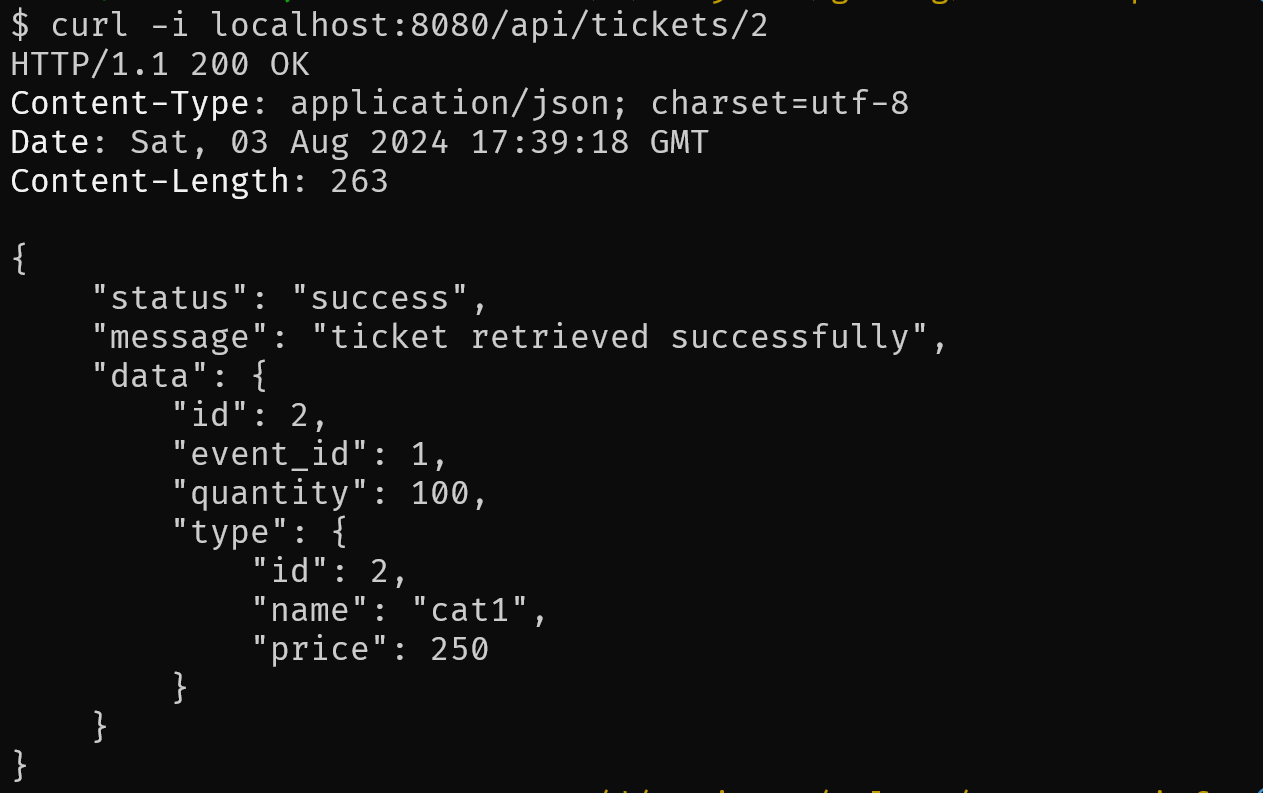 $ curl -i localhost:8080/api/tickets/2
HTTP/1.1 200 OK
Content-Type: application/json; charset=utf-8
Date: Sat, 03 Aug 2024 17:39:18 GMT
Content-Length: 263

{
    "status": "success",
    "message": "ticket retrieved successfully",
    "data": {
        "id": 2,
        "event_id": 1,
        "quantity": 100,
        "type": {
            "id": 2,
            "name": "cat1",
            "price": 250
        }
    }
}